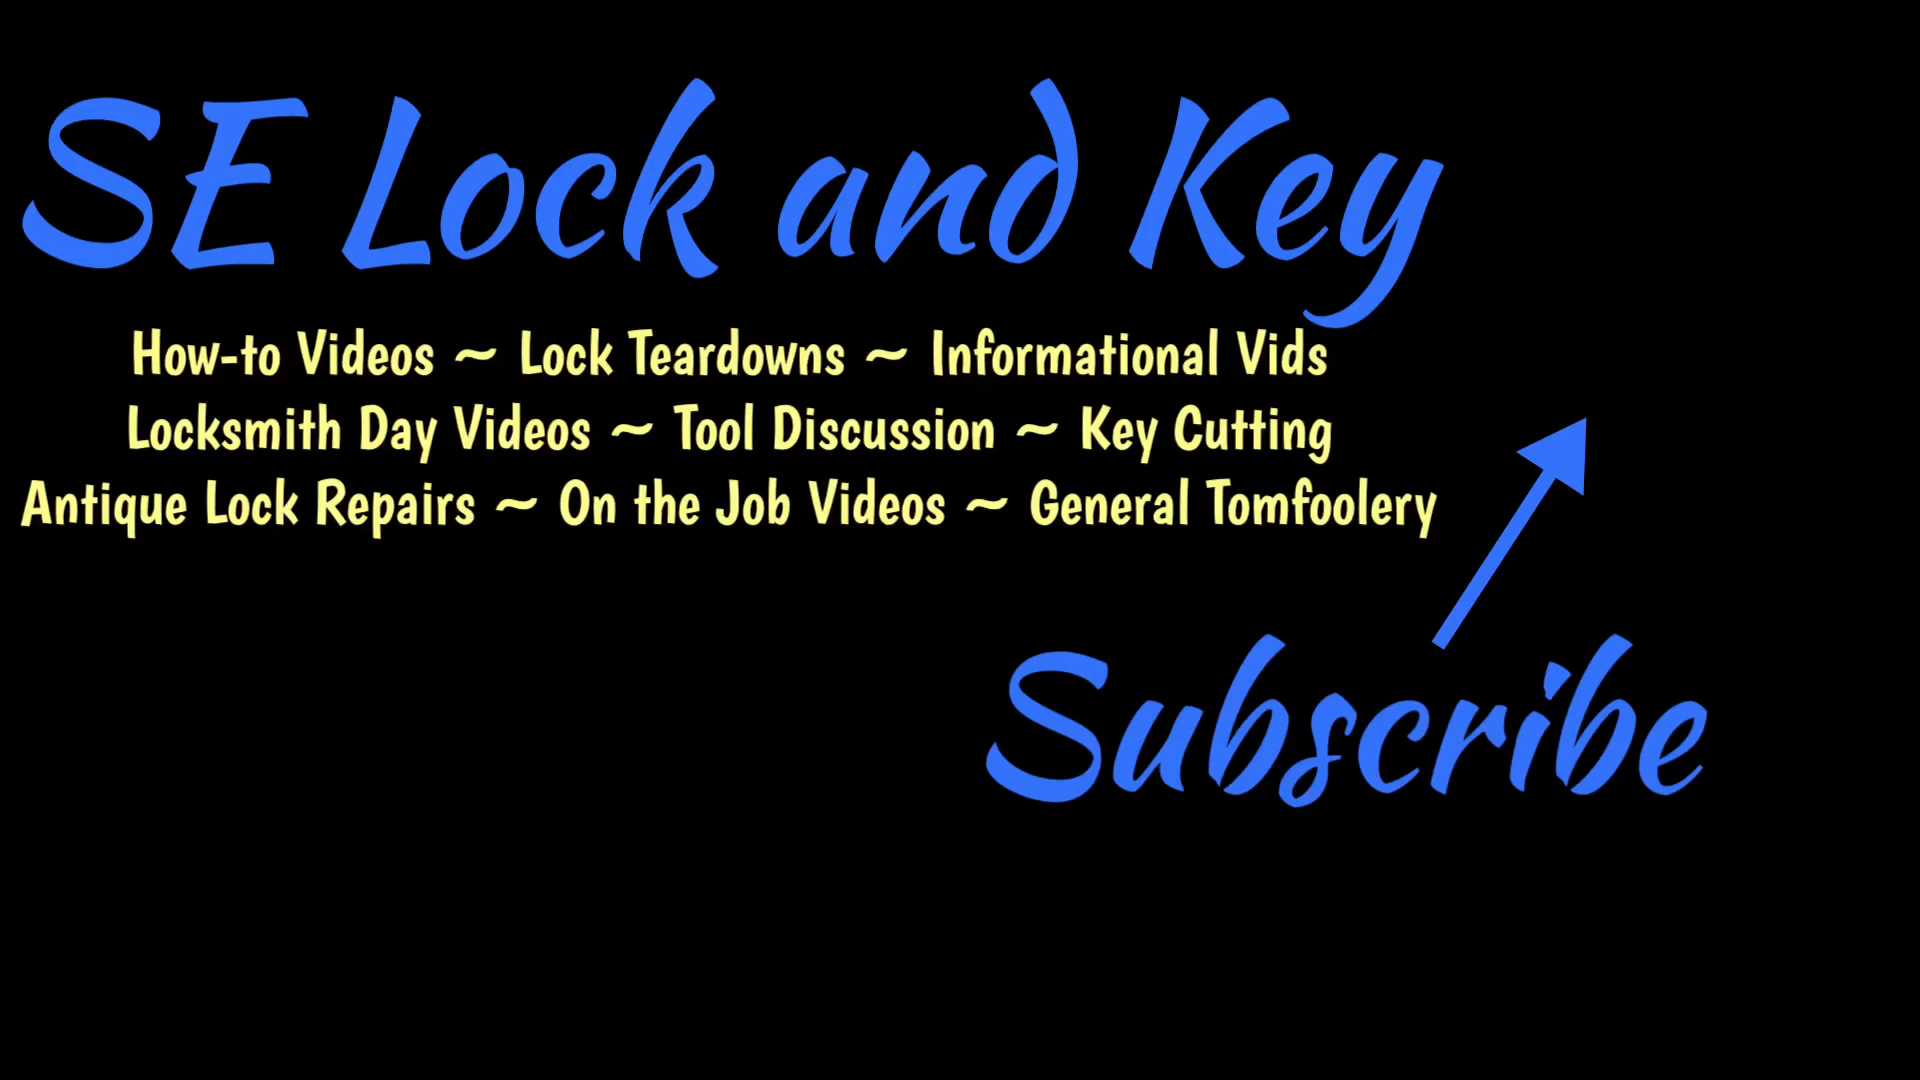 SE Lock and Key
How-to Videos ~ Lock Teardowns ~ Informational Vids
Locksmith Day Videos ~ Tool Discussion ~ Key Cutting
Antique Lock Repairs ~ On the Job Videos ~ General Tomfoolery
Subscribe